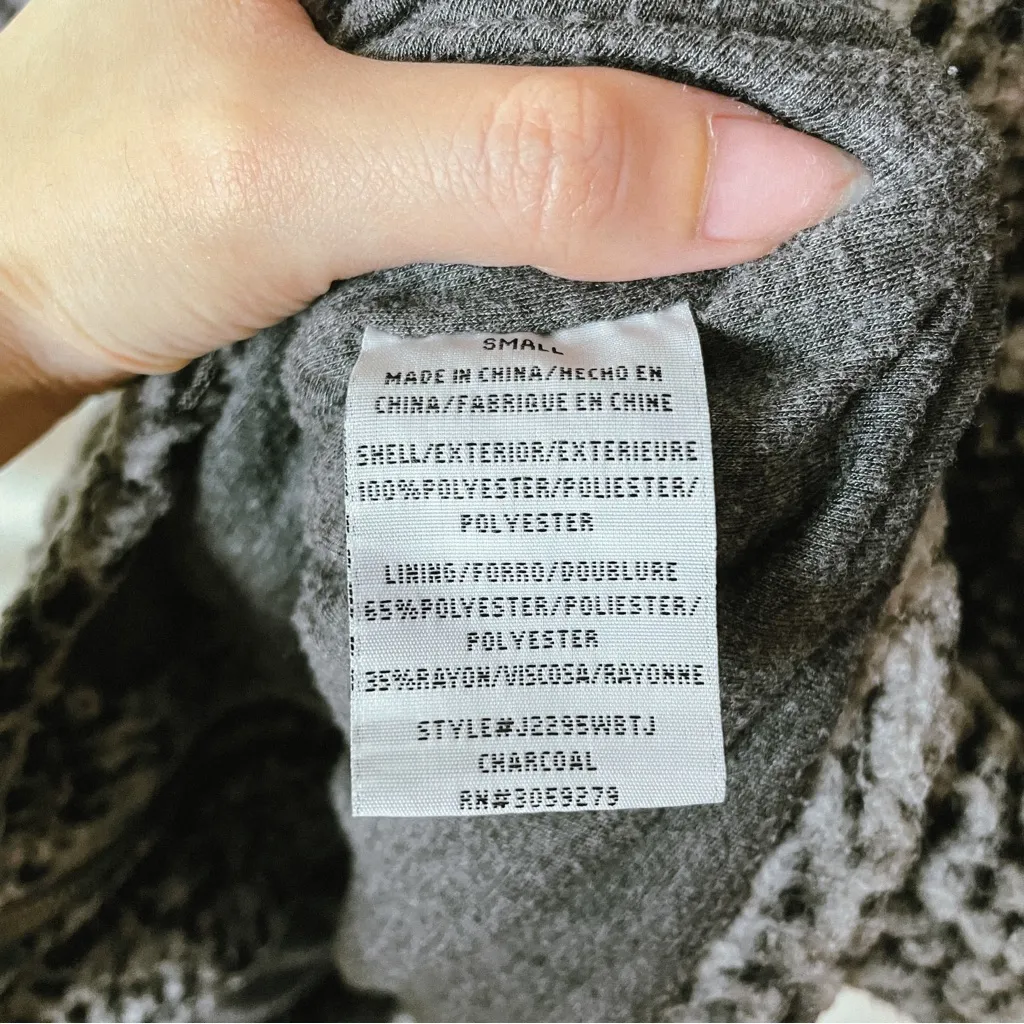 SMALL
MADE IN CHINA/HECHO EN
CHINA/FABRIQUE EN CHINE
SHELL/EXTERIOR/EXTERIEURE
100%POLYESTER/POLIESTER/
POLYESTER
LINING/FORRO/DOUBLURE
65%POLYESTER/POLIESTER/
POLYESTER
35%RAYON/VISCOSA/RAYONNE
STYLE#J2295WBTJ
CHARCOAL
RN#3059279